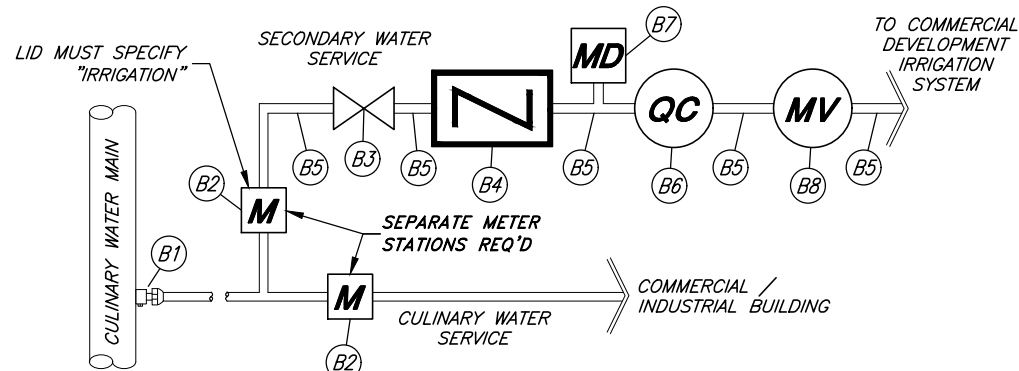 LID MUST SPECIFY
"IRRIGATION"
SECONDARY WATER
SERVICE
MD
B7
TO COMMERCIAL
DEVELOPMENT
IRRIGATION
SYSTEM
QC
MV
B5
B3
B5
B4
B5
B6
B5
B8
B5
B2
M
SEPARATE METER
STATIONS REQ'D
CULINARY WATER MAIN
B1
M
B2
CULINARY WATER
SERVICE
COMMERCIAL /
INDUSTRIAL BUILDING